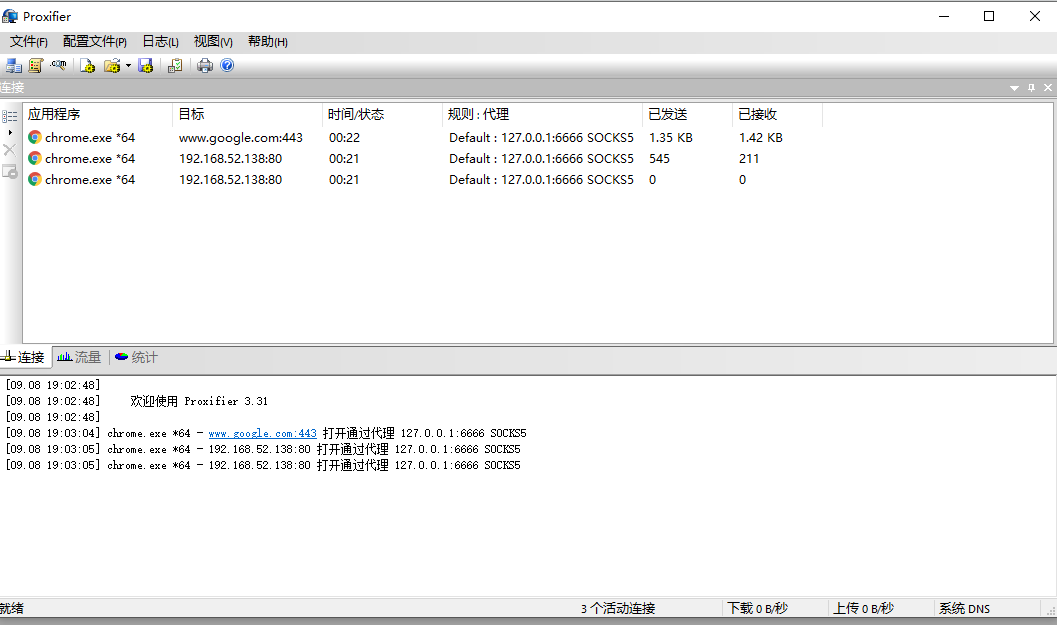 Proxifier
文件(F) 配置文件(P) 日志(L) 视图(V) 帮助(H)
连接
应用程序 目标 时间/状态 规则 : 代理 已发送 已接收
chrome.exe *64 www.google.com:443 00:22 Default : 127.0.0.1:6666 SOCKS5 1.35 KB 1.42 KB
chrome.exe *64 192.168.52.138:80 00:21 Default : 127.0.0.1:6666 SOCKS5 545 211
chrome.exe *64 192.168.52.138:80 00:21 Default : 127.0.0.1:6666 SOCKS5 0 0
连接 流量 统计
[09.08 19:02:48]
[09.08 19:02:48] 欢迎使用 Proxifier 3.31
[09.08 19:02:48]
[09.08 19:03:04] chrome.exe *64 - www.google.com:443 打开通过代理 127.0.0.1:6666 SOCKS5
[09.08 19:03:05] chrome.exe *64 - 192.168.52.138:80 打开通过代理 127.0.0.1:6666 SOCKS5
[09.08 19:03:05] chrome.exe *64 - 192.168.52.138:80 打开通过代理 127.0.0.1:6666 SOCKS5
就绪 3 个活动连接 下载 0 B/秒 上传 0 B/秒 系统 DNS